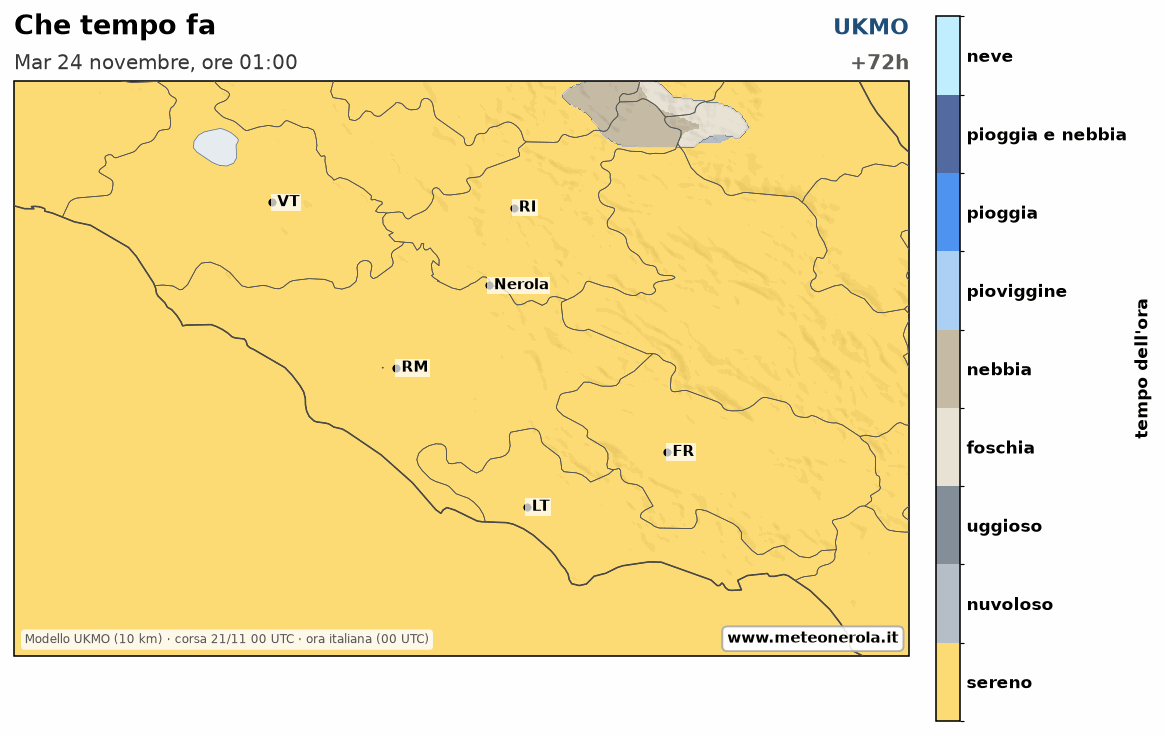 Che tempo fa
UKMO
Mar 24 novembre, ore 01:00
+72h
VT
RI
Nerola
RM
FR
LT
Modello UKMO (10 km) · corsa 21/11 00 UTC · ora italiana (00 UTC)
www.meteonerola.it
neve
pioggia e nebbia
pioggia
pioviggine
nebbia
foschia
uggioso
nuvoloso
sereno
tempo dell'ora